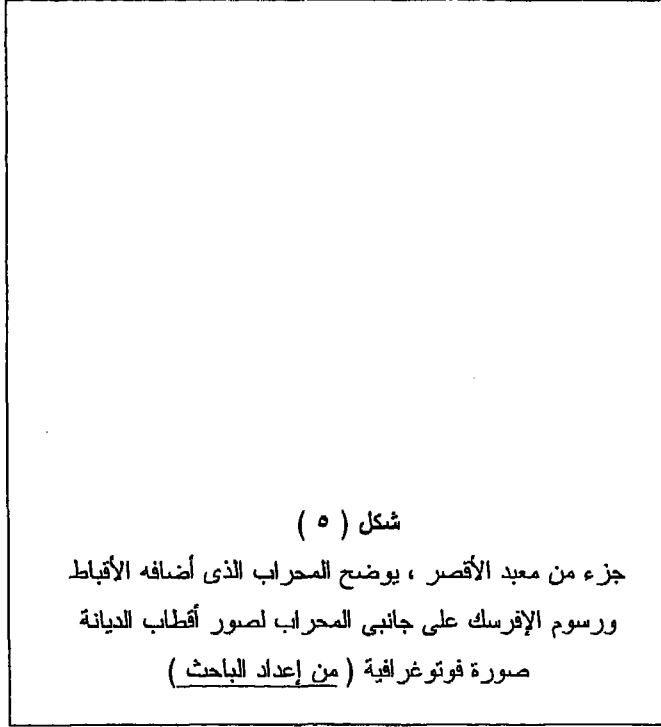 شكل ( ٥ )
جزء من معبد الأقصر ، يوضح المحراب الذى أضافه الأقباط
ورسوم الإفرسك على جانبى المحراب لصور أقطاب الديانة
صورة فوتوغرافية ( من إعداد الباحث )